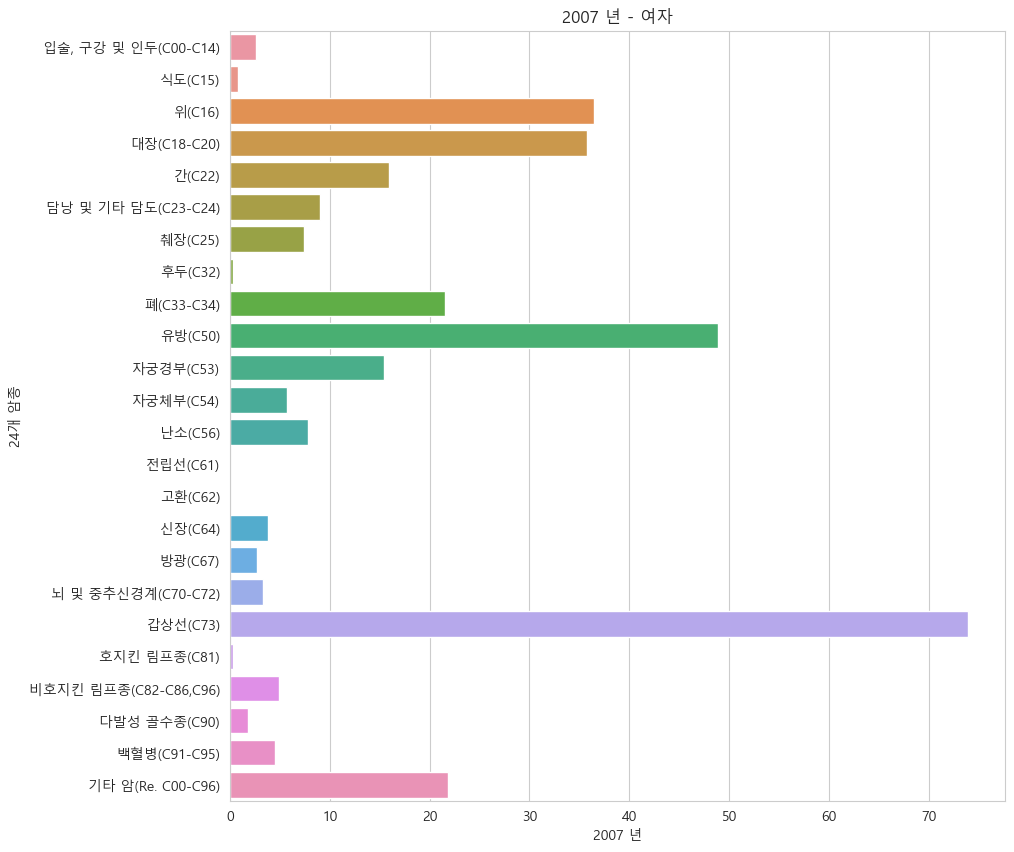 2007 년 - 여자
입술, 구강 및 인두(C00-C14)
식도(C15)
위(C16)
대장(C18-C20)
간(C22)
담낭 및 기타 담도(C23-C24)
췌장(C25)
후두(C32)
폐(C33-C34)
유방(C50)
자궁경부(C53)
자궁체부(C54)
난소(C56)
전립선(C61)
고환(C62)
신장(C64)
방광(C67)
뇌 및 중추신경계(C70-C72)
갑상선(C73)
호지킨 림프종(C81)
비호지킨 림프종(C82-C86,C96)
다발성 골수종(C90)
백혈병(C91-C95)
기타 암(Re. C00-C96)
24개 암종
0 10 20 30 40 50 60 70
2007 년